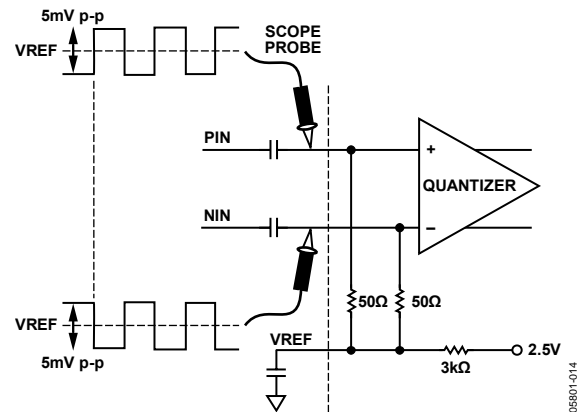 5mV p-p
VREF
SCOPE
PROBE
PIN
+
QUANTIZER
NIN
−
50Ω
50Ω
VREF
5mV p-p
VREF
2.5V
3kΩ
05801-014